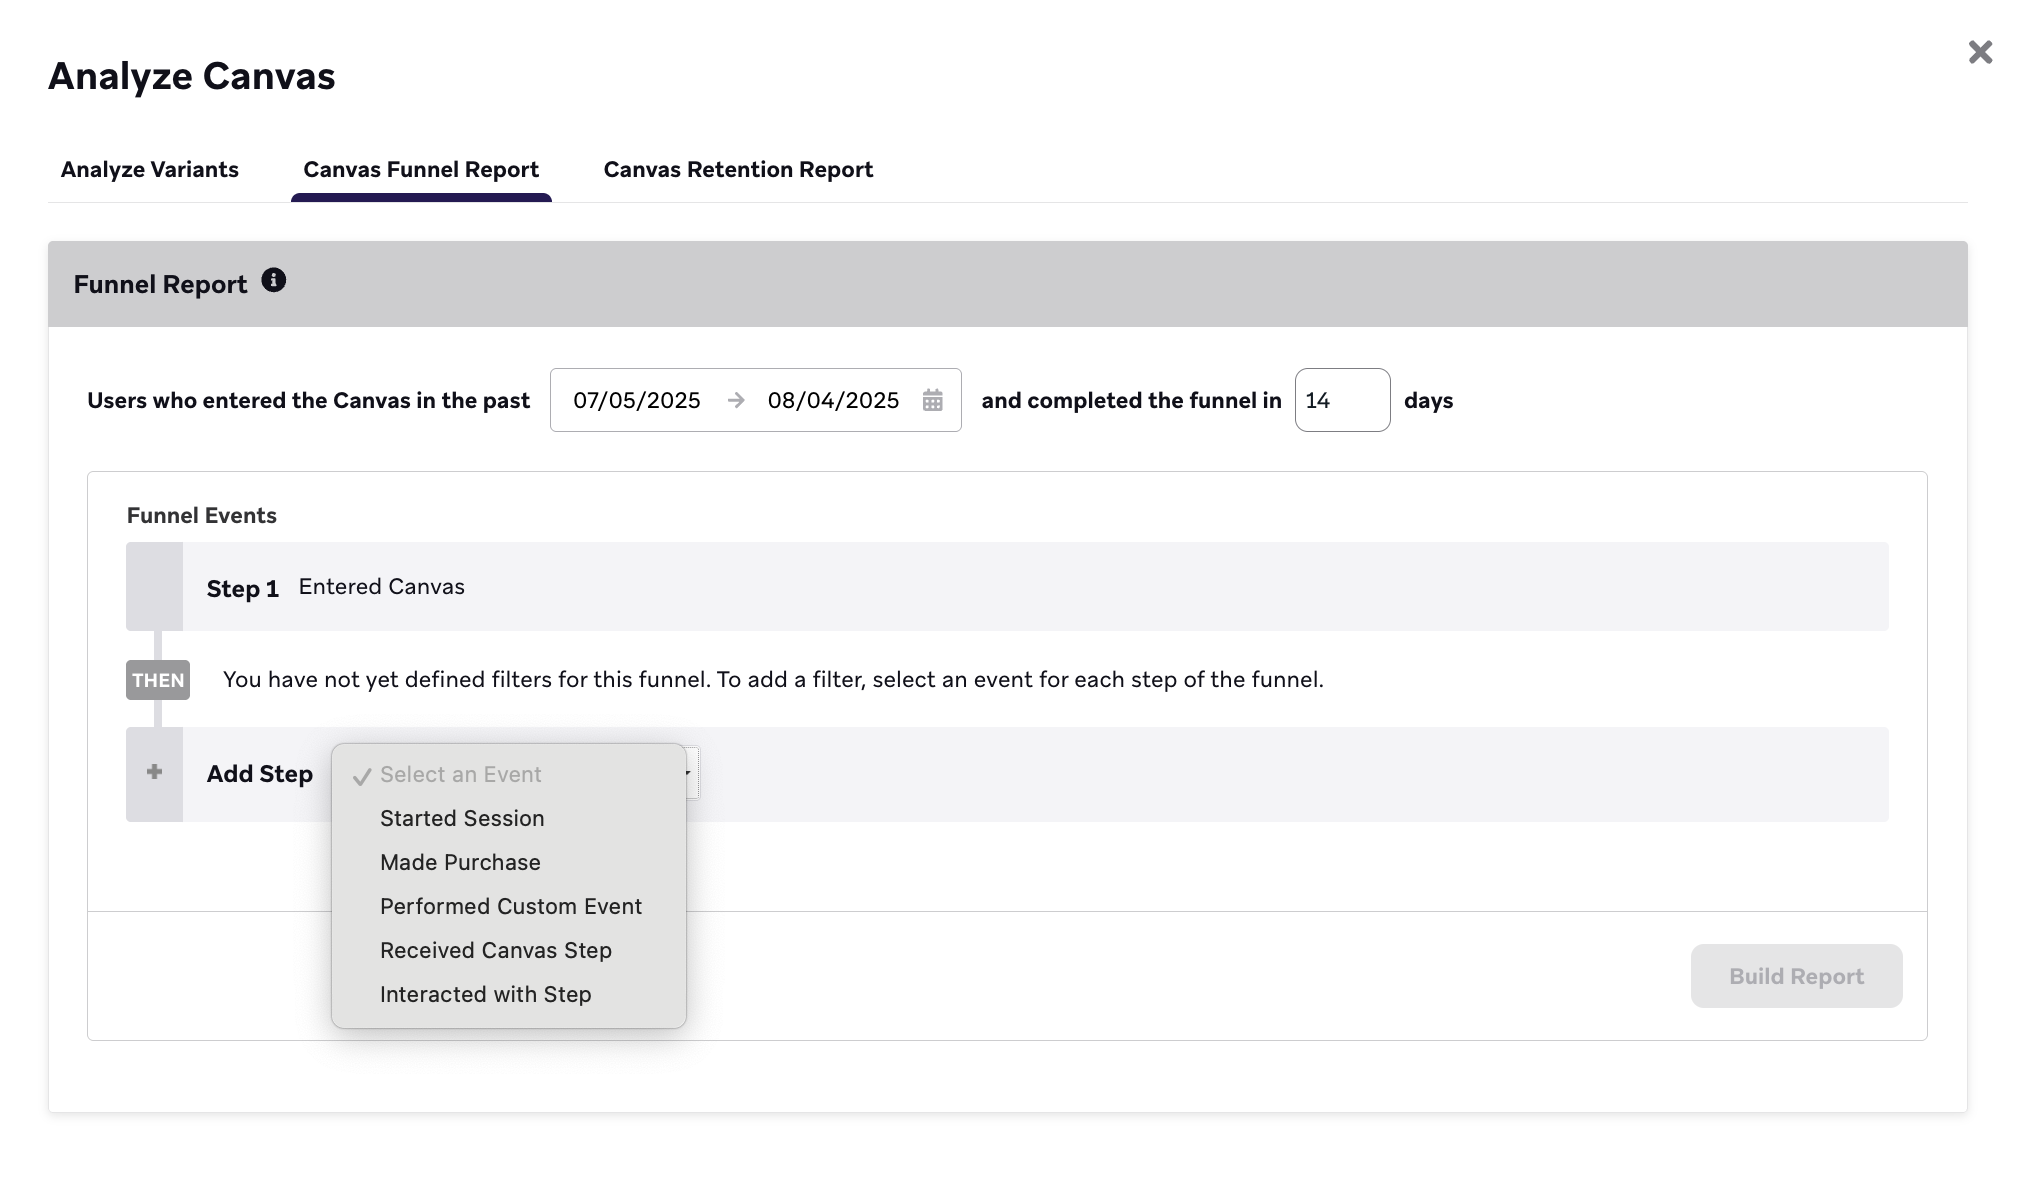 Analyze Canvas
Analyze Variants Canvas Funnel Report Canvas Retention Report
Funnel Report
Users who entered the Canvas in the past 07/05/2025 → 08/04/2025 and completed the funnel in 14 days
Funnel Events
Step 1 Entered Canvas
THEN You have not yet defined filters for this funnel. To add a filter, select an event for each step of the funnel.
Add Step
Select an Event
Started Session
Made Purchase
Performed Custom Event
Received Canvas Step
Interacted with Step
Build Report